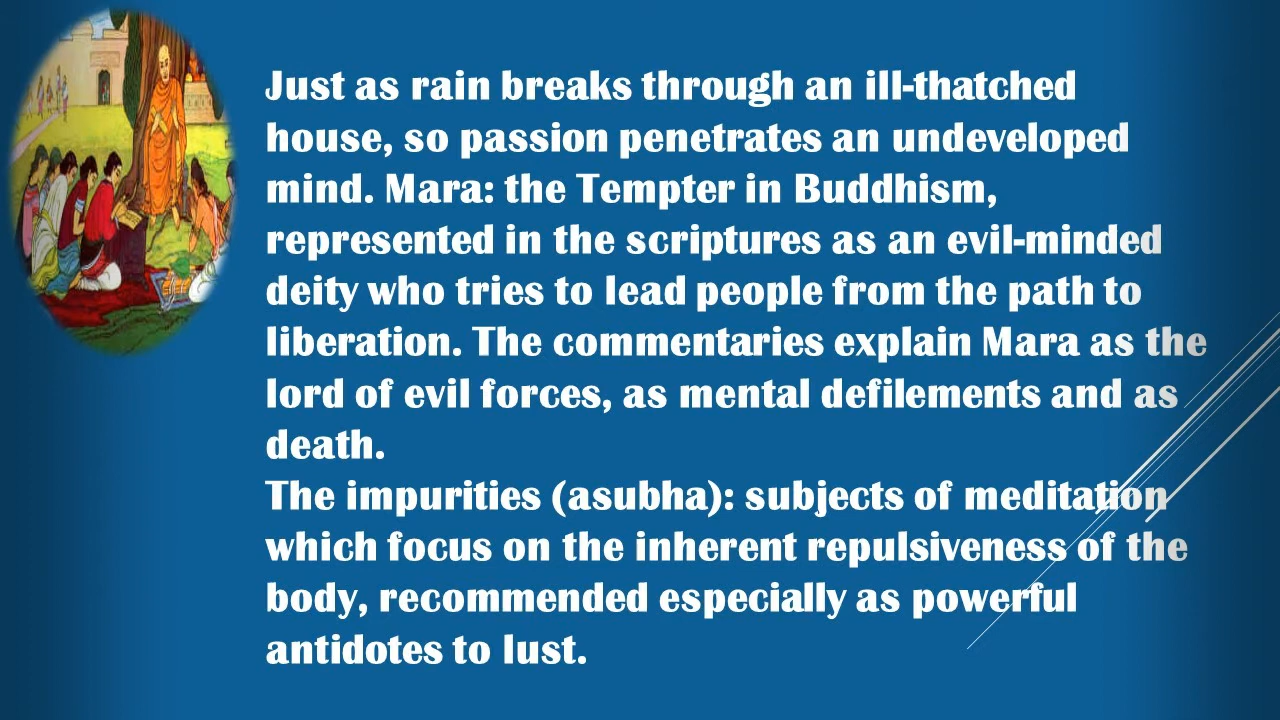 Just as rain breaks through an ill-thatched
house, so passion penetrates an undeveloped
mind. Mara: the Tempter in Buddhism,
represented in the scriptures as an evil-minded
deity who tries to lead people from the path to
liberation. The commentaries explain Mara as the
lord of evil forces, as mental defilements and as
death.
The impurities (asubha): subjects of meditation
which focus on the inherent repulsiveness of the
body, recommended especially as powerful
antidotes to lust.